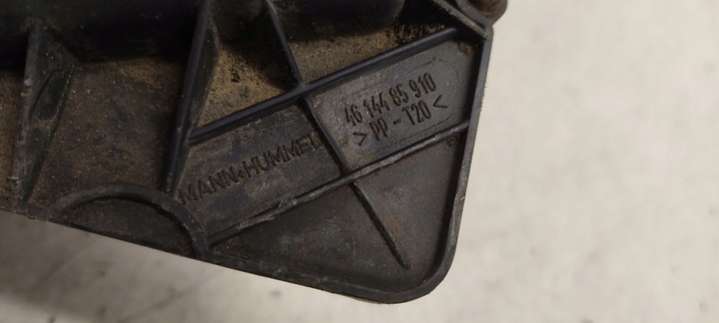 46 144 85 910
> PP - T20 <
MANN+HUMMEL